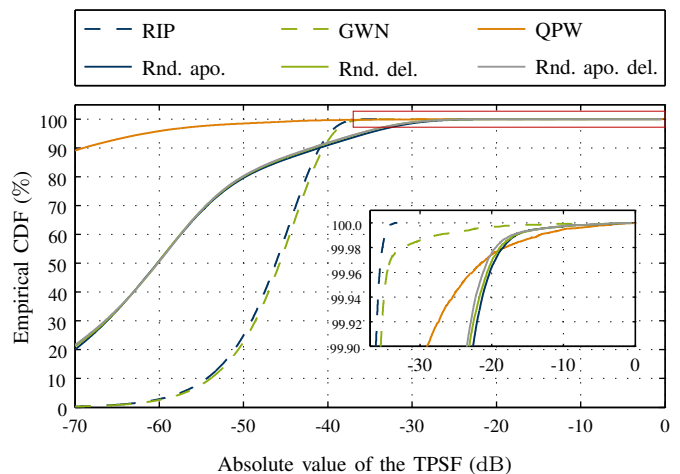 RIP GWN QPW
Rnd. apo. Rnd. del. Rnd. apo. del.
Empirical CDF (%)
100
90
80
70
60
50
40
30
20
10
0
-70 -60 -50 -40 -30 -20 -10 0
100.0
99.98
99.96
99.94
99.92
99.90
-30 -20 -10 0
Absolute value of the TPSF (dB)